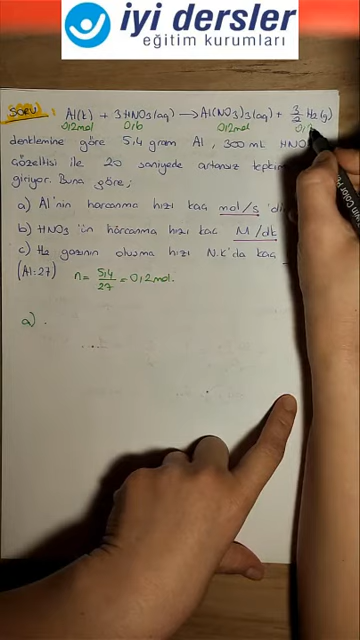 iyi dersler
eğitim kurumları
Soru: Al(k) + 3HNO3(aq) → Al(NO3)3(aq) + 3/2 H2(g)
0,2mol 0,6 0,2mol
denklemine göre 5,4 gram Al, 300 mL HNO
çözeltisi ile 20 saniyede artansız
giriyor. Buna göre;
a) Al'nin harcanma hızı kaç mol/s 'di
b) HNO3 'ün harcanma hızı kaç M/dk
c) H2 gazının oluşma hızı N.K'da kaç
(Al:27) n = 5,4/27 = 0,2 mol.
a).